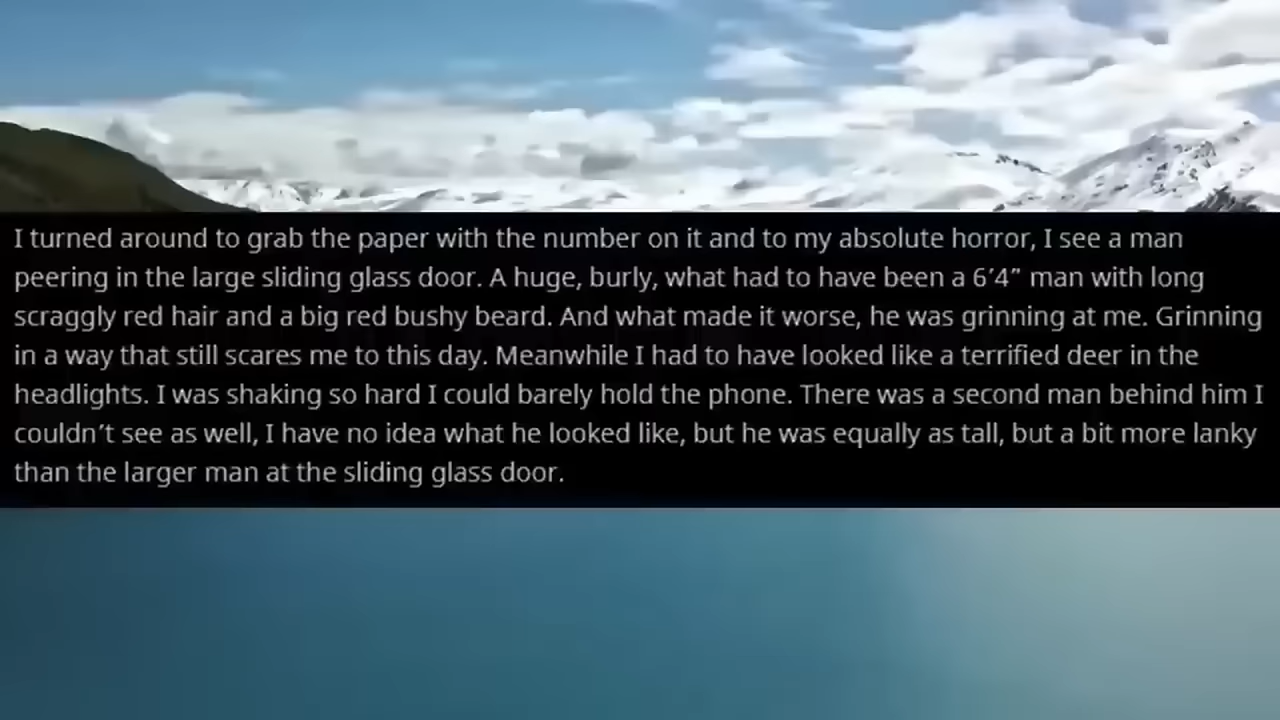 I turned around to grab the paper with the number on it and to my absolute horror, I see a man
peering in the large sliding glass door. A huge, burly, what had to have been a 6’4” man with long
scraggly red hair and a big red bushy beard. And what made it worse, he was grinning at me. Grinning
in a way that still scares me to this day. Meanwhile I had to have looked like a terrified deer in the
headlights. I was shaking so hard I could barely hold the phone. There was a second man behind him I
couldn’t see as well, I have no idea what he looked like, but he was equally as tall, but a bit more lanky
than the larger man at the sliding glass door.